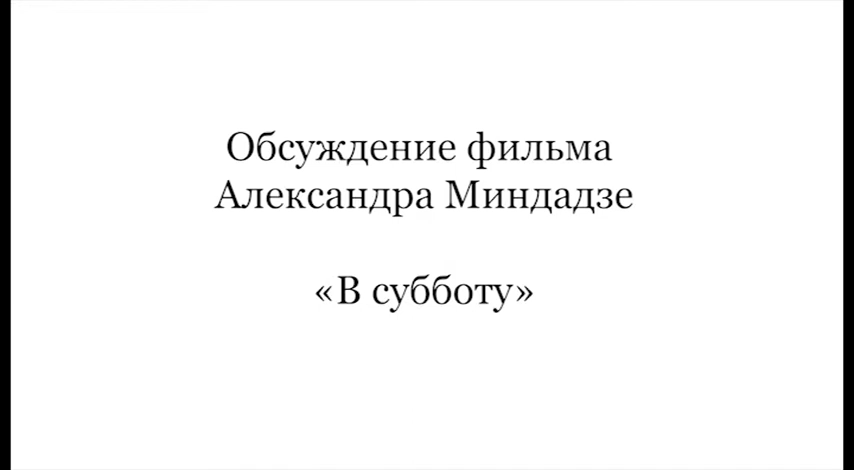 Обсуждение фильма
Александра Миндадзе
«В субботу»